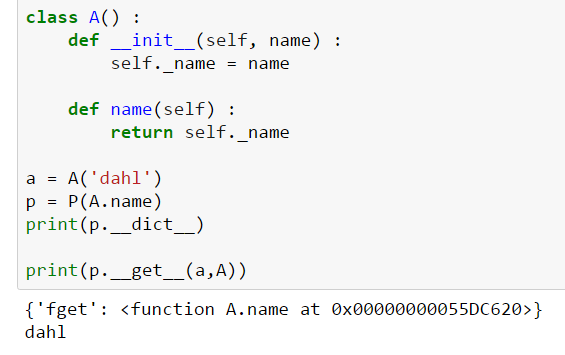 class A() :
    def __init__(self, name) :
        self._name = name

    def name(self) :
        return self._name

a = A('dahl')
p = P(A.name)
print(p.__dict__)

print(p.__get__(a,A))
{'fget': <function A.name at 0x00000000055DC620>}
dahl